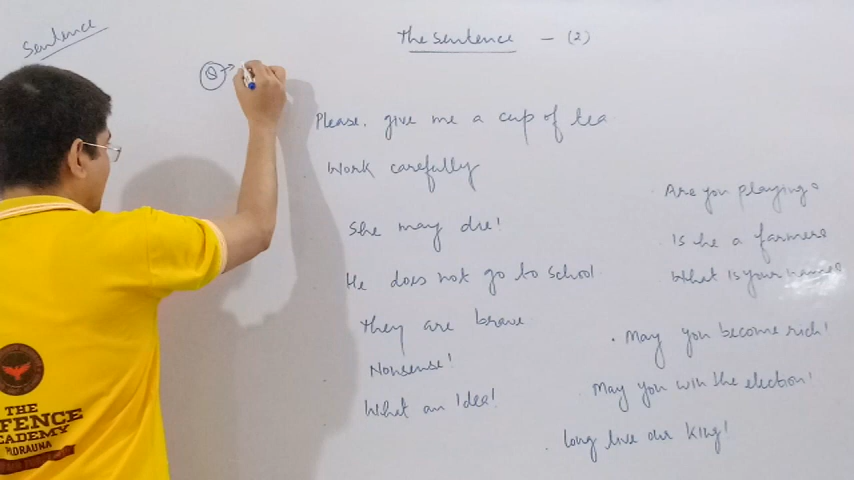 Sentence
The sentence - (2)
Q →
Please. give me a cup of tea
Work carefully
She may die!
He does not go to school
They are brave
Nonsense!
What an Idea!
Are you playing
Is he a farmer
What is your name
. May you become rich!
May you win the election!
. Long live our King!
THE
ACADEMY